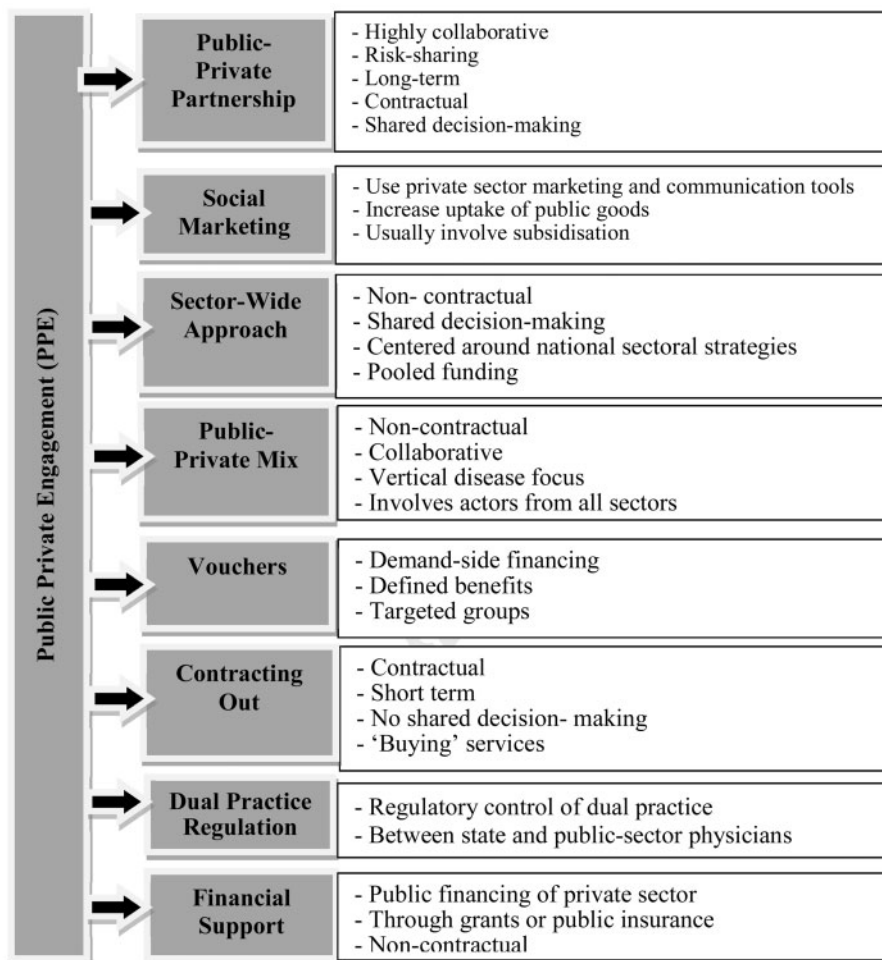 Public Private Engagement (PPE)
Public-
Private
Partnership
- Highly collaborative
- Risk-sharing
- Long-term
- Contractual
- Shared decision-making
Social
Marketing
- Use private sector marketing and communication tools
- Increase uptake of public goods
- Usually involve subsidisation
Sector-Wide
Approach
- Non- contractual
- Shared decision-making
- Centered around national sectoral strategies
- Pooled funding
Public-
Private Mix
- Non-contractual
- Collaborative
- Vertical disease focus
- Involves actors from all sectors
Vouchers
- Demand-side financing
- Defined benefits
- Targeted groups
Contracting
Out
- Contractual
- Short term
- No shared decision- making
- ‘Buying’ services
Dual Practice
Regulation
- Regulatory control of dual practice
- Between state and public-sector physicians
Financial
Support
- Public financing of private sector
- Through grants or public insurance
- Non-contractual